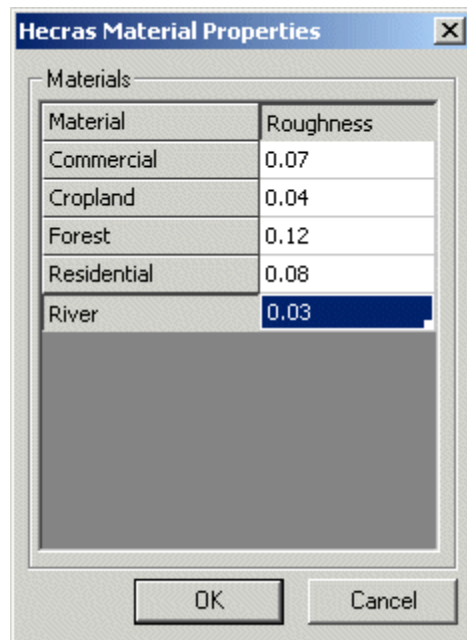 Hecras Material Properties
Materials
Material Roughness
Commercial 0.07
Cropland 0.04
Forest 0.12
Residential 0.08
River 0.03
OK Cancel